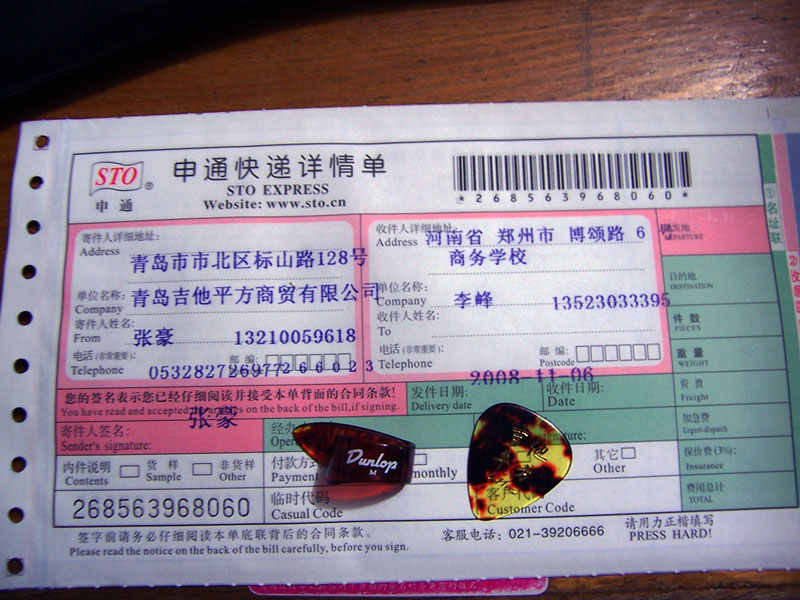 STO ®
申通
申通快递详情单
STO EXPRESS
Website: www.sto.cn
*268563968060*
①名址联
寄件人详细地址:
Address
青岛市市北区标山路128号
单位名称:
Company
青岛吉他平方商贸有限公司
寄件人姓名:
From
张豪 13210059618
电话(非常重要):
Telephone
邮编:
收件人详细地址:
Address
河南省 郑州市 博颂路 6
商务学校
单位名称:
Company
李峰 13523033395
收件人姓名:
To
电话(非常重要):
Telephone
邮编:
Postcode
2008-11-06
DEPARTURE
目的地
DESTINATION
件数
PIECES
重量
WEIGHT
资费
Freight
加急费
Urgent-dispatch
保价费(3%):
Insurance
费用总计
TOTAL
您的签名表示您已经仔细阅读并接受本单背面的合同条款!
You have read and accepted on the back of the bill, if signing.
发件日期:
Delivery date
收件日期:
Date
张豪
寄件人签名:
Sender's signature:
内件说明
Contents
货样
Sample
非货样
Other
付款方式
Payment
monthly
其它
Other
268563968060
临时代码
Casual Code
Customer Code
Dunlop
M
签字前请务必仔细阅读本单底联背后的合同条款。
Please read the notice on the back of the bill carefully, before you sign.
客服电话: 021-39206666
请用力正楷填写
PRESS HARD!